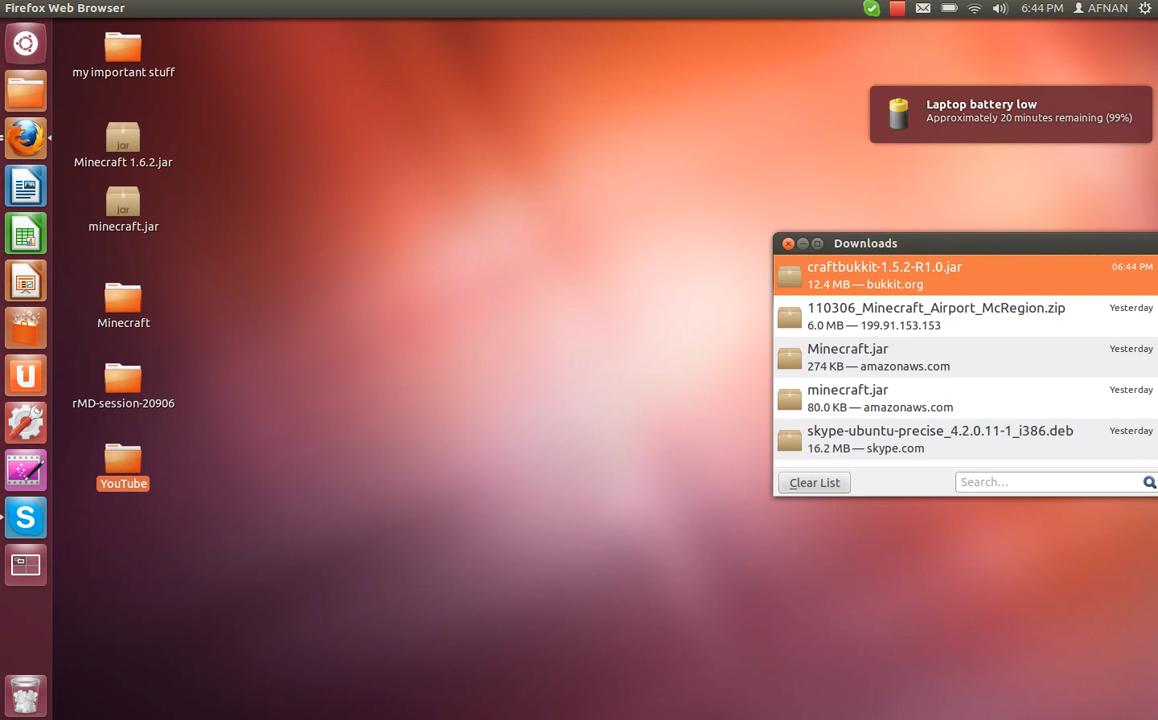 Firefox Web Browser
6:44 PM AFNAN
my important stuff
jar
Minecraft 1.6.2.jar
jar
minecraft.jar
Minecraft
rMD-session-20906
YouTube
Laptop battery low
Approximately 20 minutes remaining (99%)
Downloads
craftbukkit-1.5.2-R1.0.jar 06:44 PM
12.4 MB — bukkit.org
110306_Minecraft_Airport_McRegion.zip Yesterday
6.0 MB — 199.91.153.153
Minecraft.jar Yesterday
274 KB — amazonaws.com
minecraft.jar Yesterday
80.0 KB — amazonaws.com
skype-ubuntu-precise_4.2.0.11-1_i386.deb Yesterday
16.2 MB — skype.com
Clear List Search...